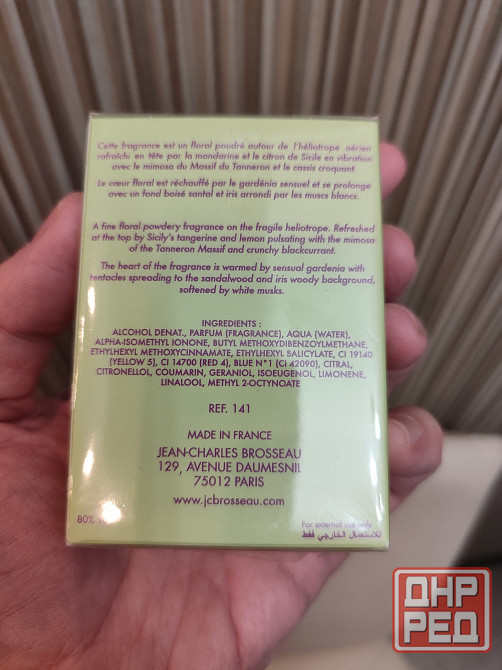 Cette fragrance est un floral poudré autour de l'héliotrope aérien
rafraîchi en tête par la mandarine et le citron de Sicile en vibration
avec le mimosa du Massif du Tanneron et le cassis croquant.
Le cœur floral est réchauffé par le gardénia sensuel et se prolonge
avec un fond boisé santal et iris arrondi par les muscs blancs.
A fine floral powdery fragrance on the fragile heliotrope. Refreshed
at the top by Sicily's tangerine and lemon pulsating with the mimosa
of the Tanneron Massif and crunchy blackcurrant.
The heart of the fragrance is warmed by sensual gardenia with
tentacles spreading to the sandalwood and iris woody background,
softened by white musks.
INGREDIENTS :
ALCOHOL DENAT., PARFUM (FRAGRANCE), AQUA (WATER),
ALPHA-ISOMETHYL IONONE, BUTYL METHOXYDIBENZOYLMETHANE,
ETHYLHEXYL METHOXYCINNAMATE, ETHYLHEXYL SALICYLATE, CI 19140
(YELLOW 5), CI 14700 (RED 4), BLUE N°1 (CI 42090), CITRAL,
CITRONELLOL, COUMARIN, GERANIOL, ISOEUGENOL, LIMONENE,
LINALOOL, METHYL 2-OCTYNOATE
REF. 141
MADE IN FRANCE
JEAN-CHARLES BROSSEAU
129, AVENUE DAUMESNIL
75012 PARIS
www.jcbrosseau.com
80%
For external use only
للاستعمال الخارجي فقط
ДНР
РЕД